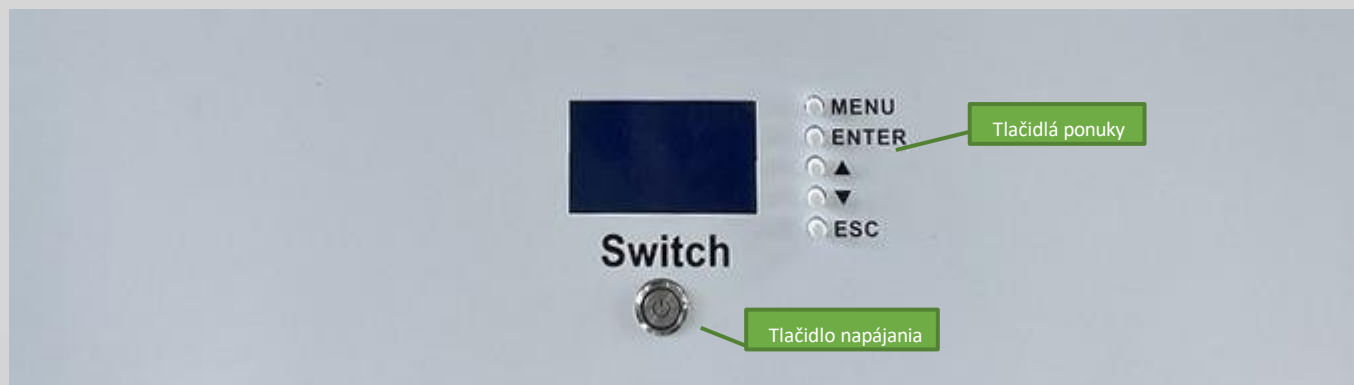 MENU
ENTER
Tlačidlá ponuky
▲
▼
ESC
Switch
Tlačidlo napájania